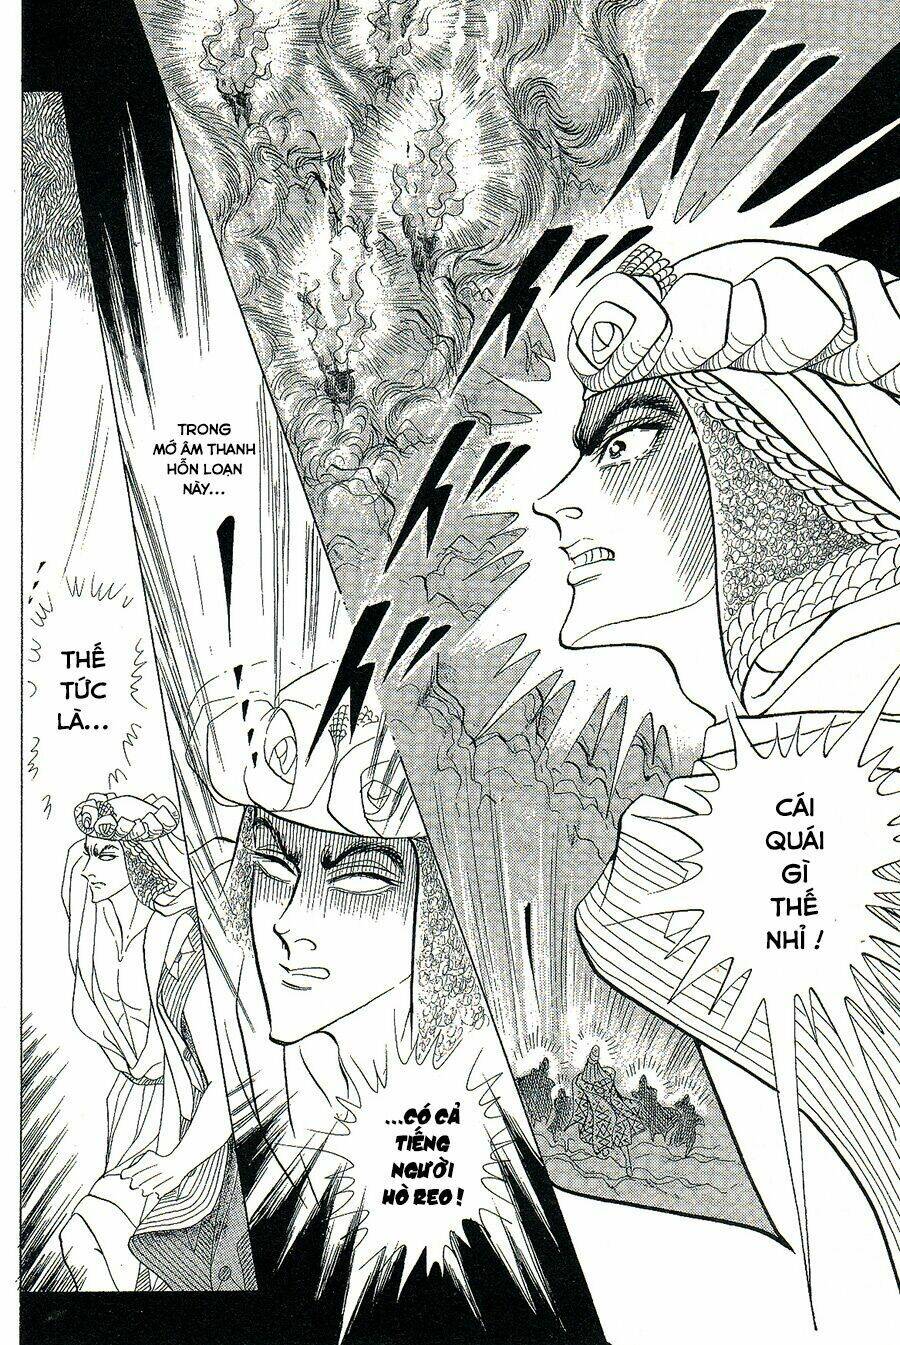 CÁI
QUÁI
GÌ
THẾ
NHỈ !
TRONG
MỚ ÂM THANH
HỖN LOẠN
NÀY...
...CÓ CẢ
TIẾNG
NGƯỜI
HÒ REO !
THẾ
TỨC
LÀ...